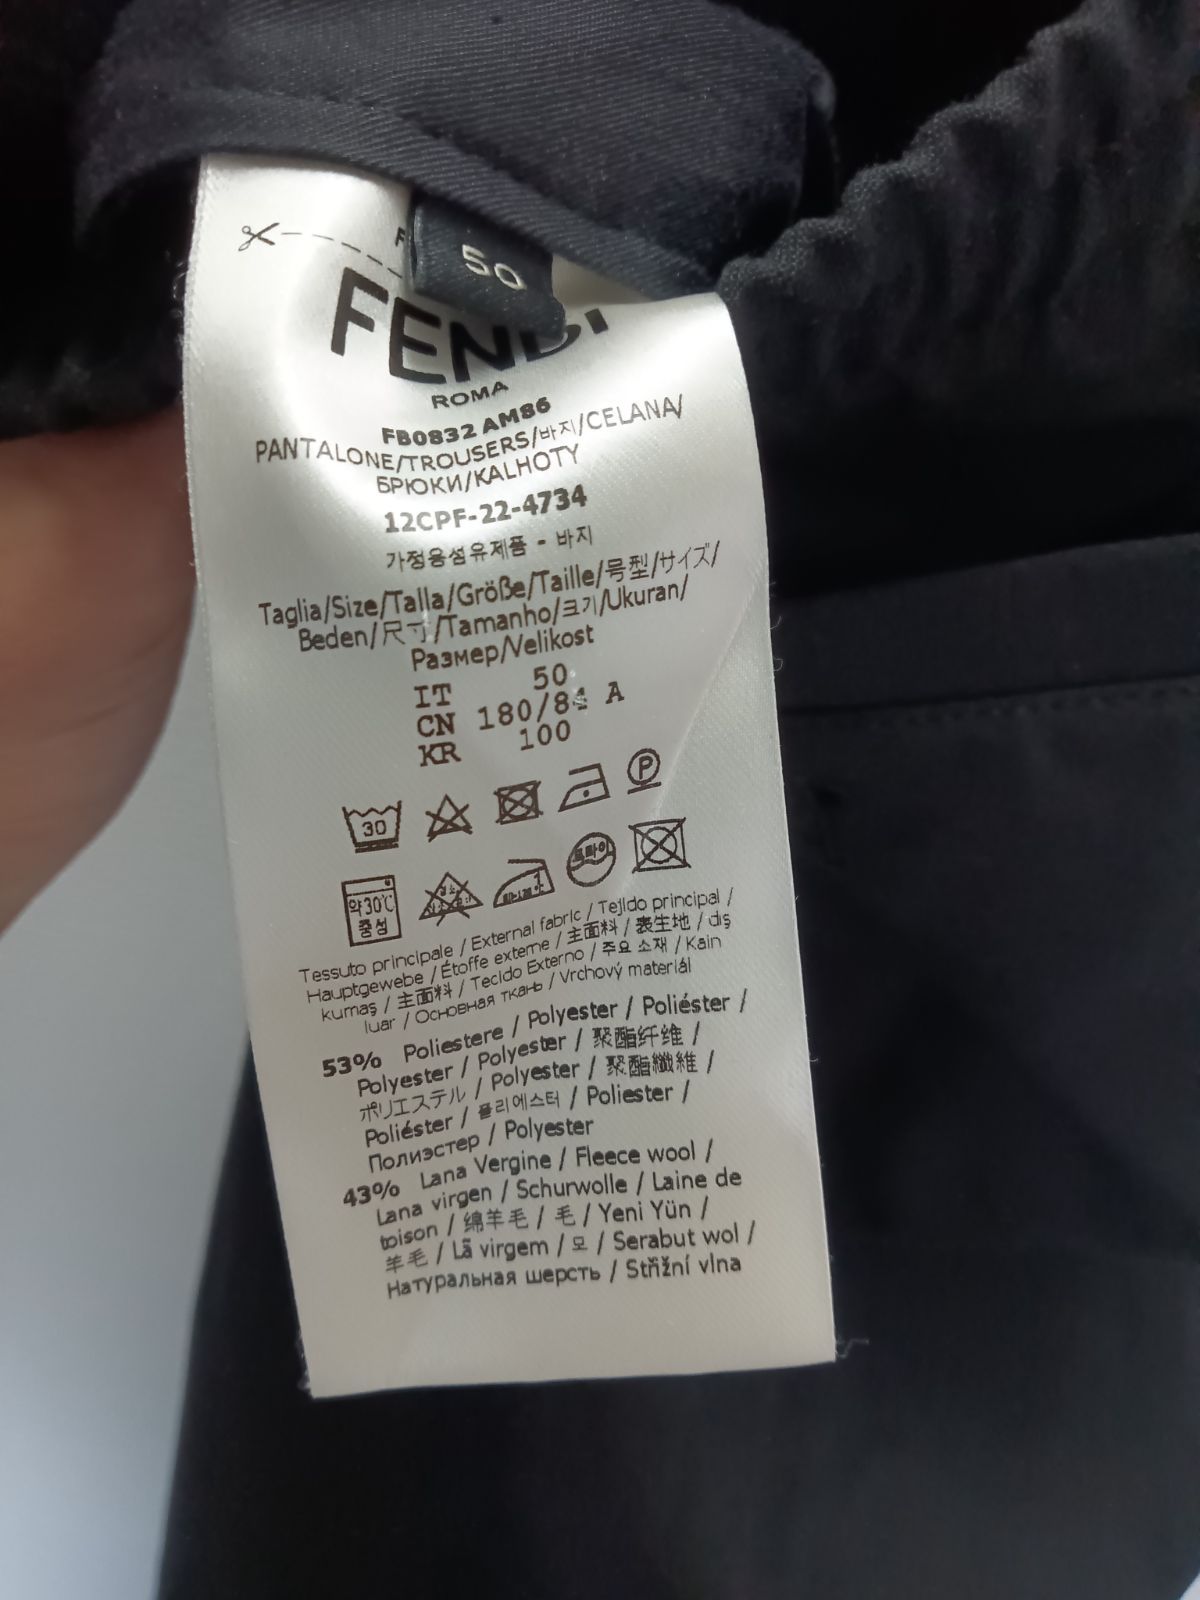 50
FENDI
ROMA
FB0832 AM86
PANTALONE/TROUSERS/바지/CELANA/
БРЮКИ/KALHOTY
12CPF-22-4734
가정용섬유제품 - 바지
Taglia/Size/Talla/Größe/Taille/号型/サイズ/
Beden/尺寸/Tamanho/크기/Ukuran/
Размер/Velikost
IT 50
CN 180/84 A
KR 100
30 P
약30℃
중성
Tessuto principale / External fabric / Tejido principal /
Hauptgewebe / Étoffe externe / 主面料 / 表生地 / diş
kumaş / 主面料 / Tecido Externo / 주요 소재 / Kain
luar / Основная ткань / Vrchový materiál
53% Poliestere / Polyester / Poliéster /
Polyester / Polyester / 聚酯纤维 /
ポリエステル / Polyester / 聚酯纖維 /
Poliéster / 폴리에스터 / Poliester /
Полиэстер / Polyester
43% Lana Vergine / Fleece wool /
Lana virgen / Schurwolle / Laine de
toison / 绵羊毛 / 毛 / Yeni Yün /
羊毛 / Lã virgem / 모 / Serabut wol /
Натуральная шерсть / Střižní vlna